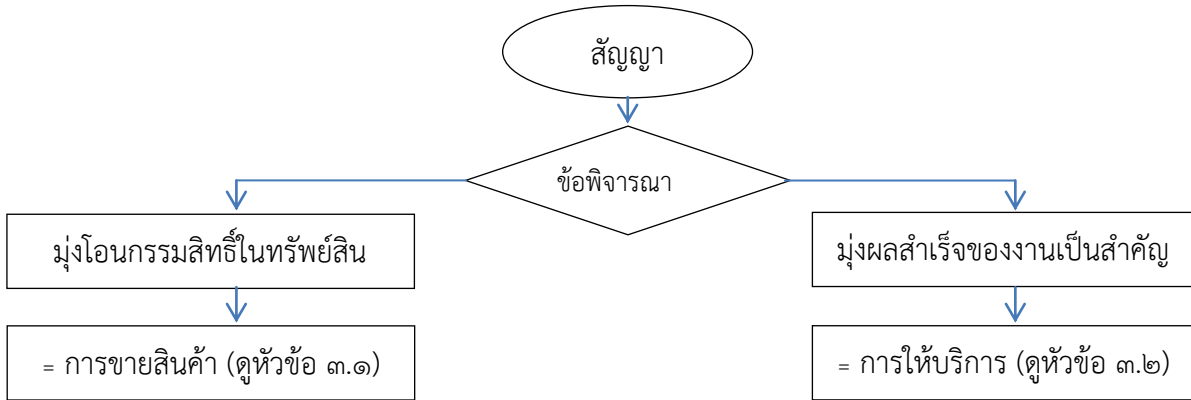 สัญญา
ข้อพิจารณา
มุ่งโอนกรรมสิทธิ์ในทรัพย์สิน
มุ่งผลสำเร็จของงานเป็นสำคัญ
= การขายสินค้า (ดูหัวข้อ ๓.๑)
= การให้บริการ (ดูหัวข้อ ๓.๒)